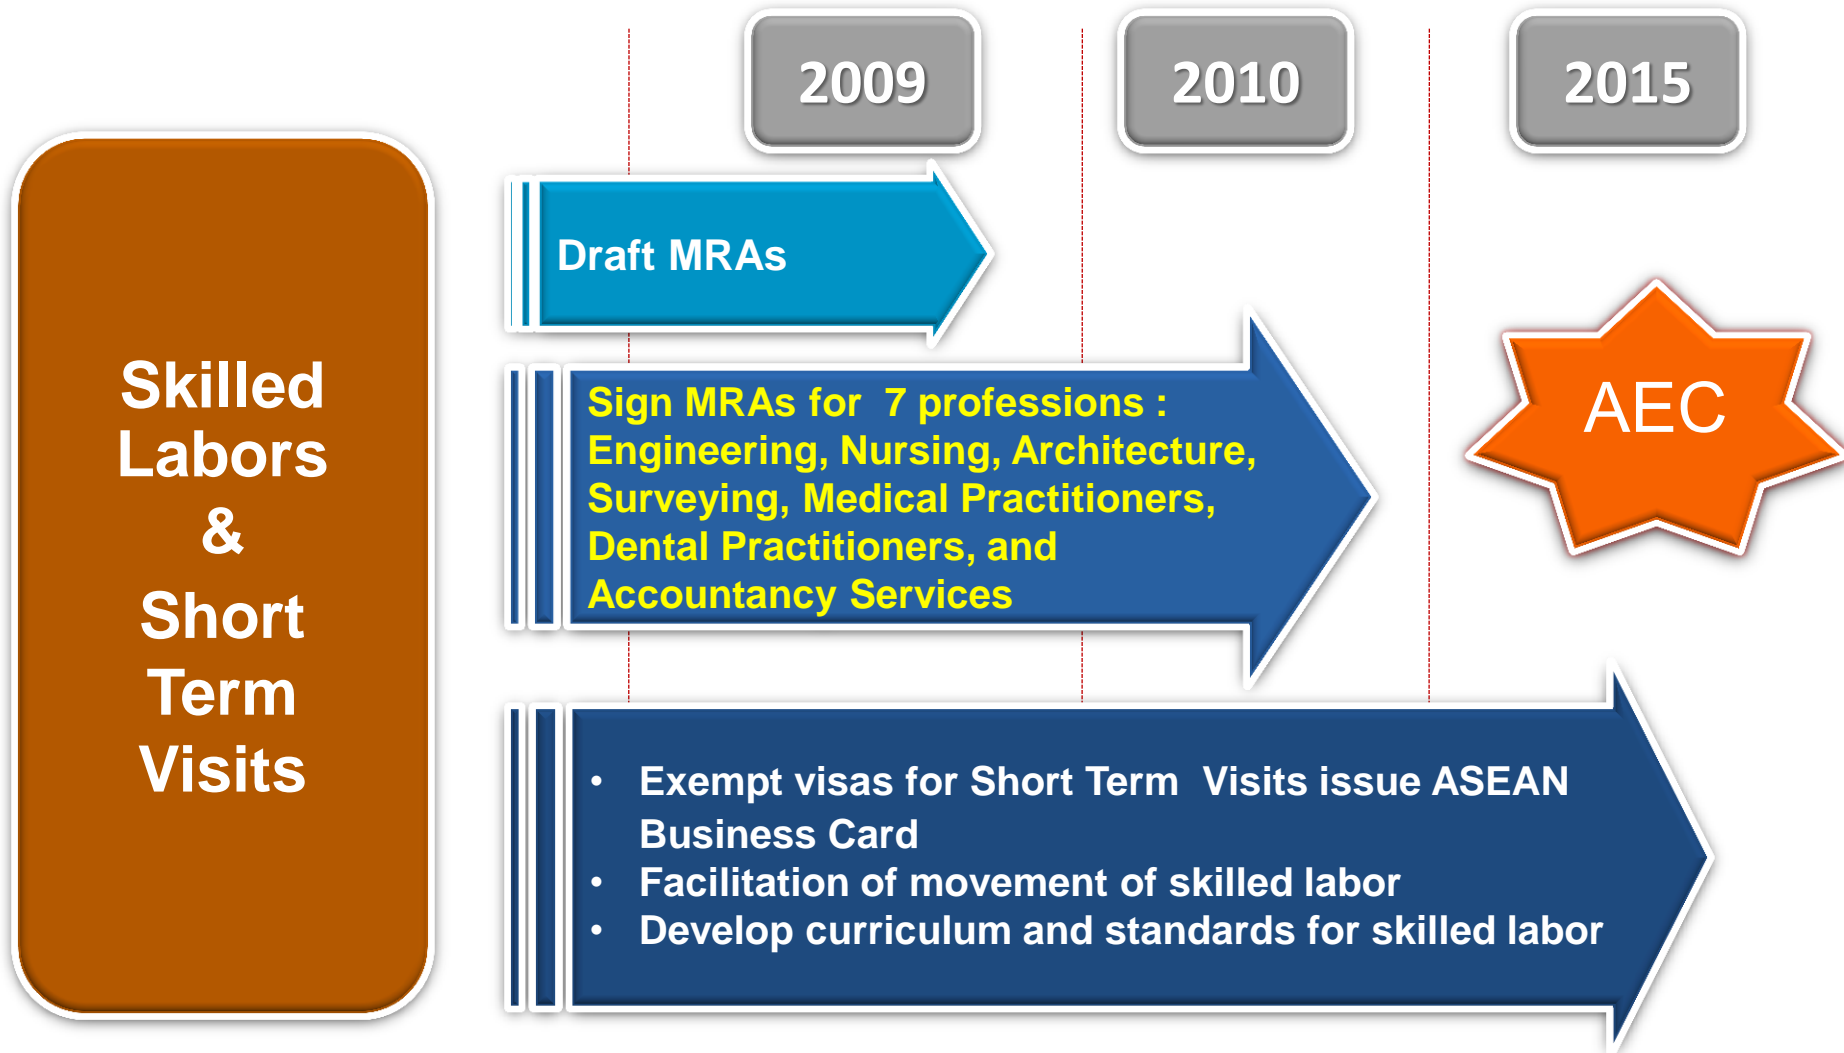 2009
2010
2015
Skilled
Labors
&
Short
Term
Visits
Draft MRAs
Sign MRAs for  7 professions :
Engineering, Nursing, Architecture,
Surveying, Medical Practitioners,
Dental Practitioners, and
Accountancy Services
AEC
• Exempt visas for Short Term  Visits issue ASEAN
Business Card
• Facilitation of movement of skilled labor
• Develop curriculum and standards for skilled labor